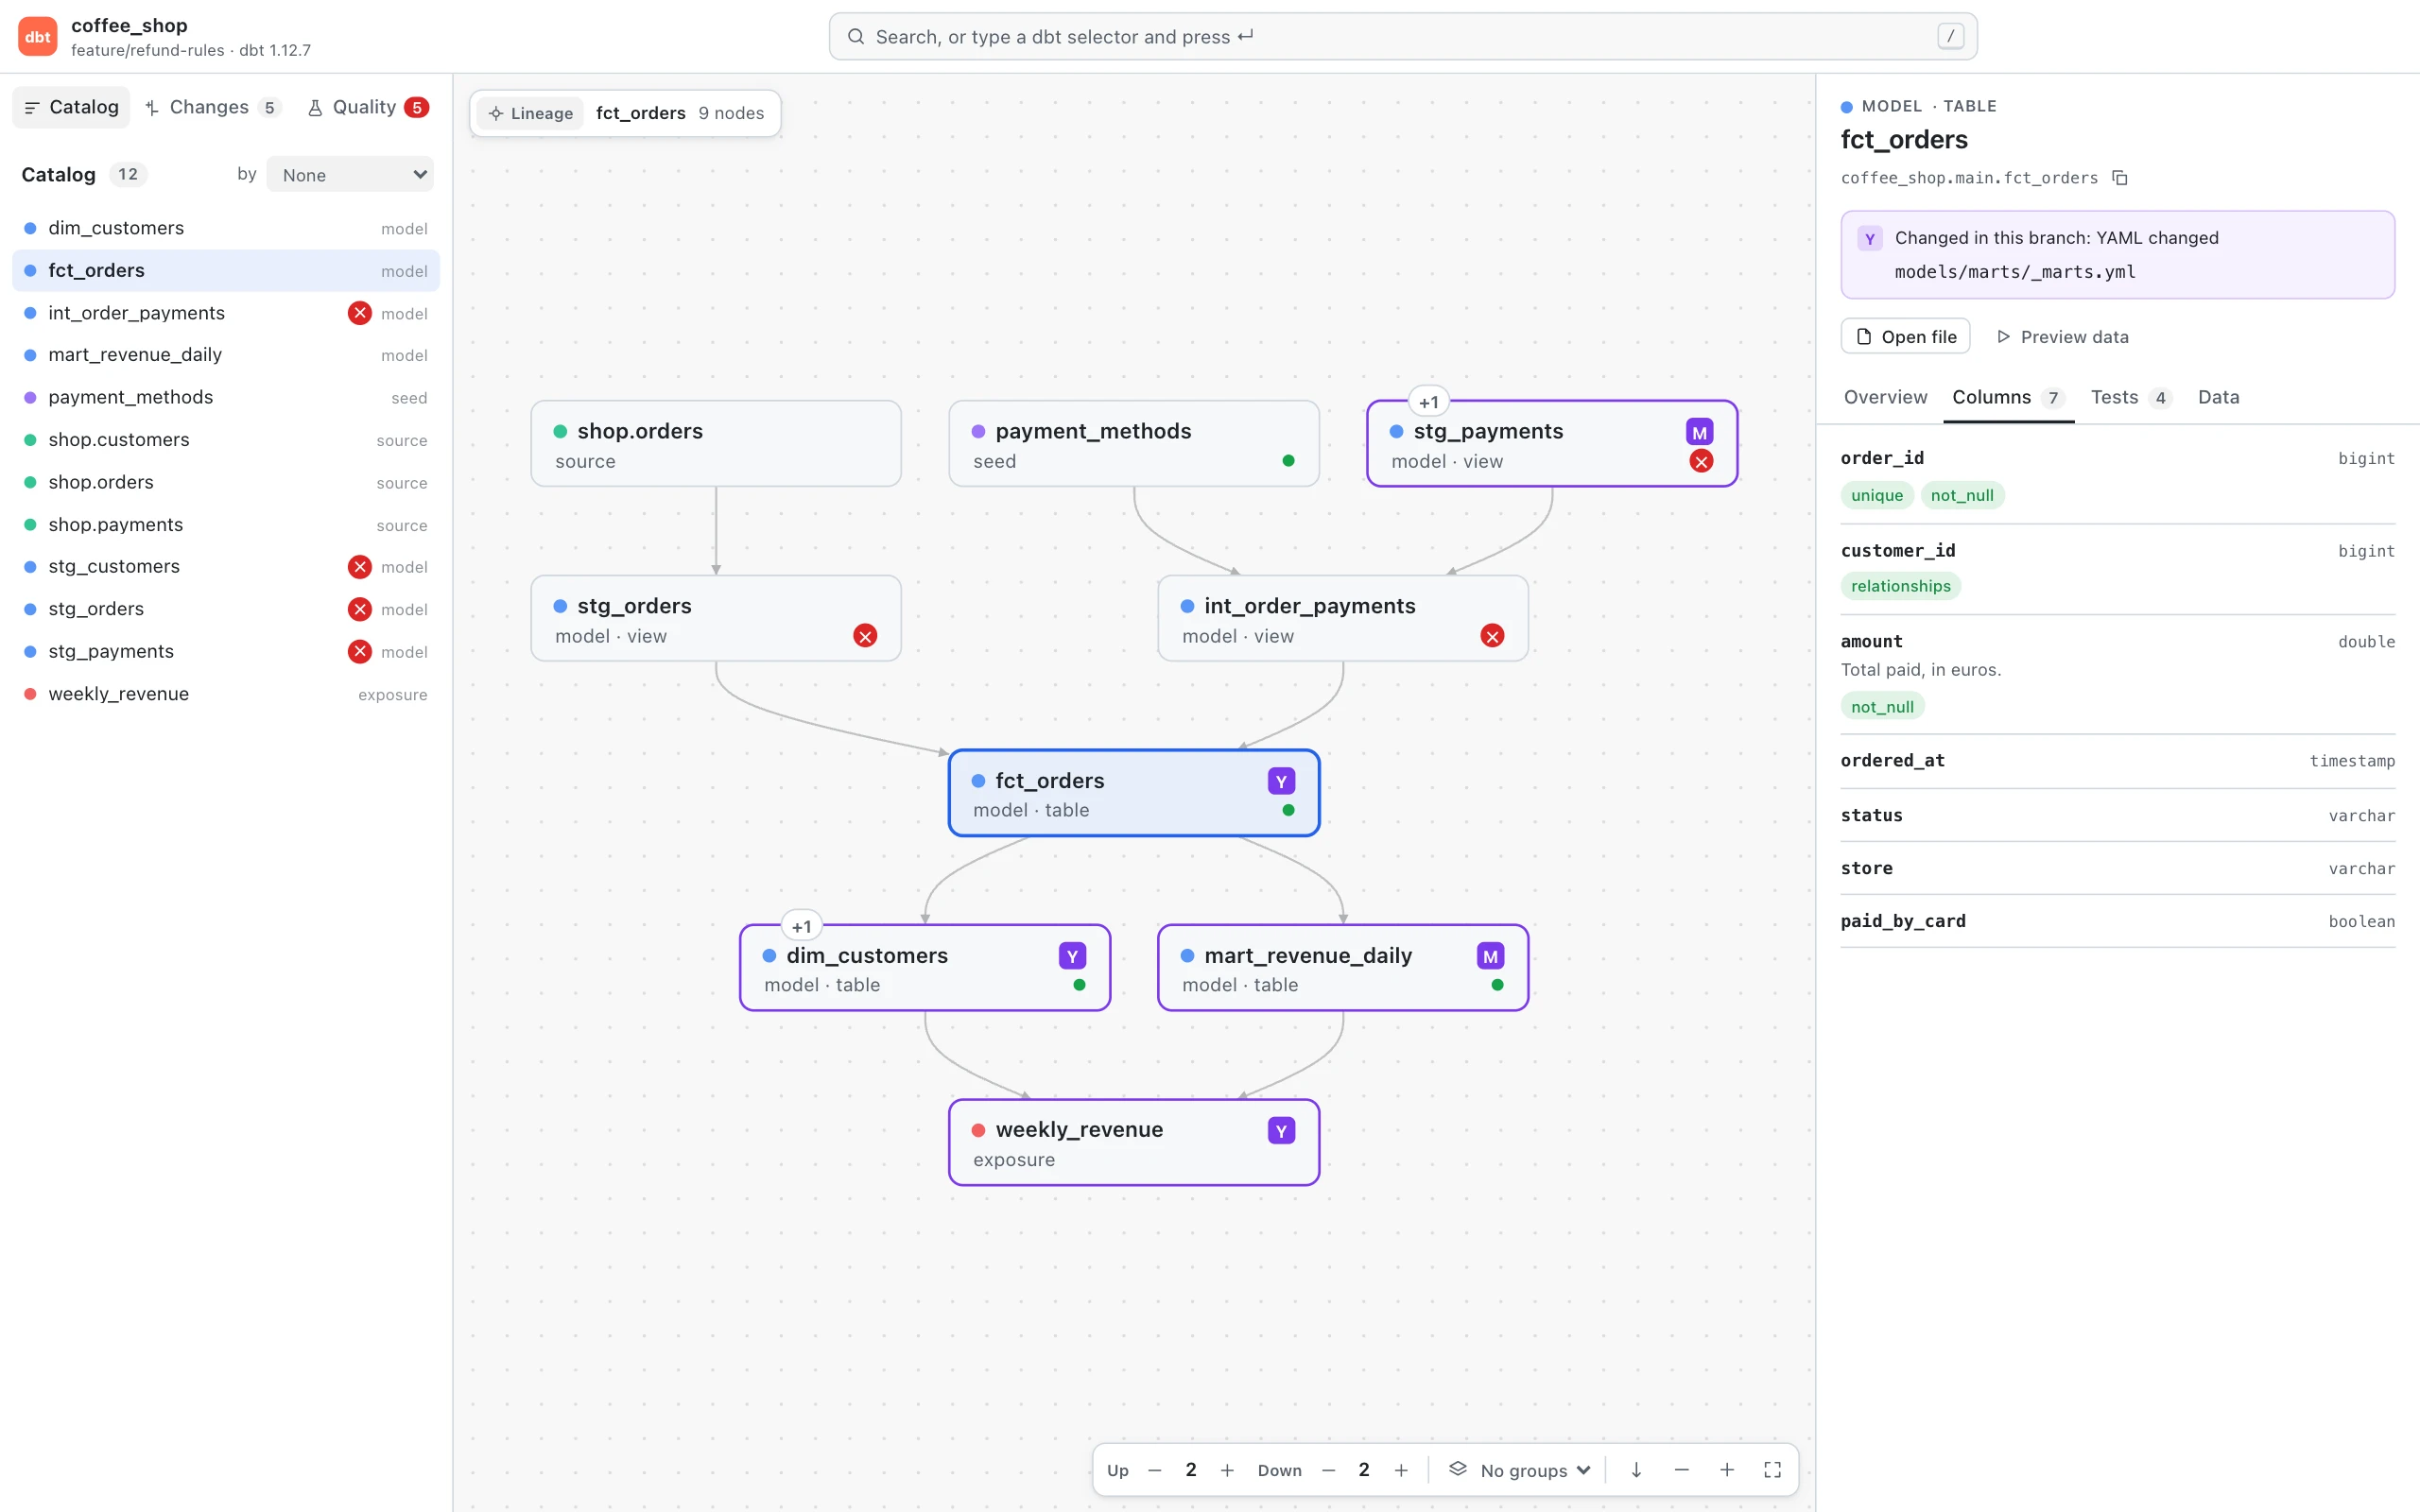 dbt
coffee_shop
feature/refund-rules · dbt 1.12.7
Search, or type a dbt selector and press ↵
/
Catalog
Changes 5
Quality 5
Catalog 12
by None
dim_customers model
fct_orders model
int_order_payments model
mart_revenue_daily model
payment_methods seed
shop.customers source
shop.orders source
shop.payments source
stg_customers model
stg_orders model
stg_payments model
weekly_revenue exposure
Lineage fct_orders 9 nodes
shop.orders
source
payment_methods
seed
+1
stg_payments M
model · view
stg_orders
model · view
int_order_payments
model · view
fct_orders Y
model · table
+1
dim_customers Y
model · table
mart_revenue_daily M
model · table
weekly_revenue Y
exposure
Up − 2 + Down − 2 + No groups ↓ − +
MODEL · TABLE
fct_orders
coffee_shop.main.fct_orders
Y Changed in this branch: YAML changed
models/marts/_marts.yml
Open file Preview data
Overview Columns 7 Tests 4 Data
order_id bigint
unique not_null
customer_id bigint
relationships
amount double
Total paid, in euros.
not_null
ordered_at timestamp
status varchar
store varchar
paid_by_card boolean